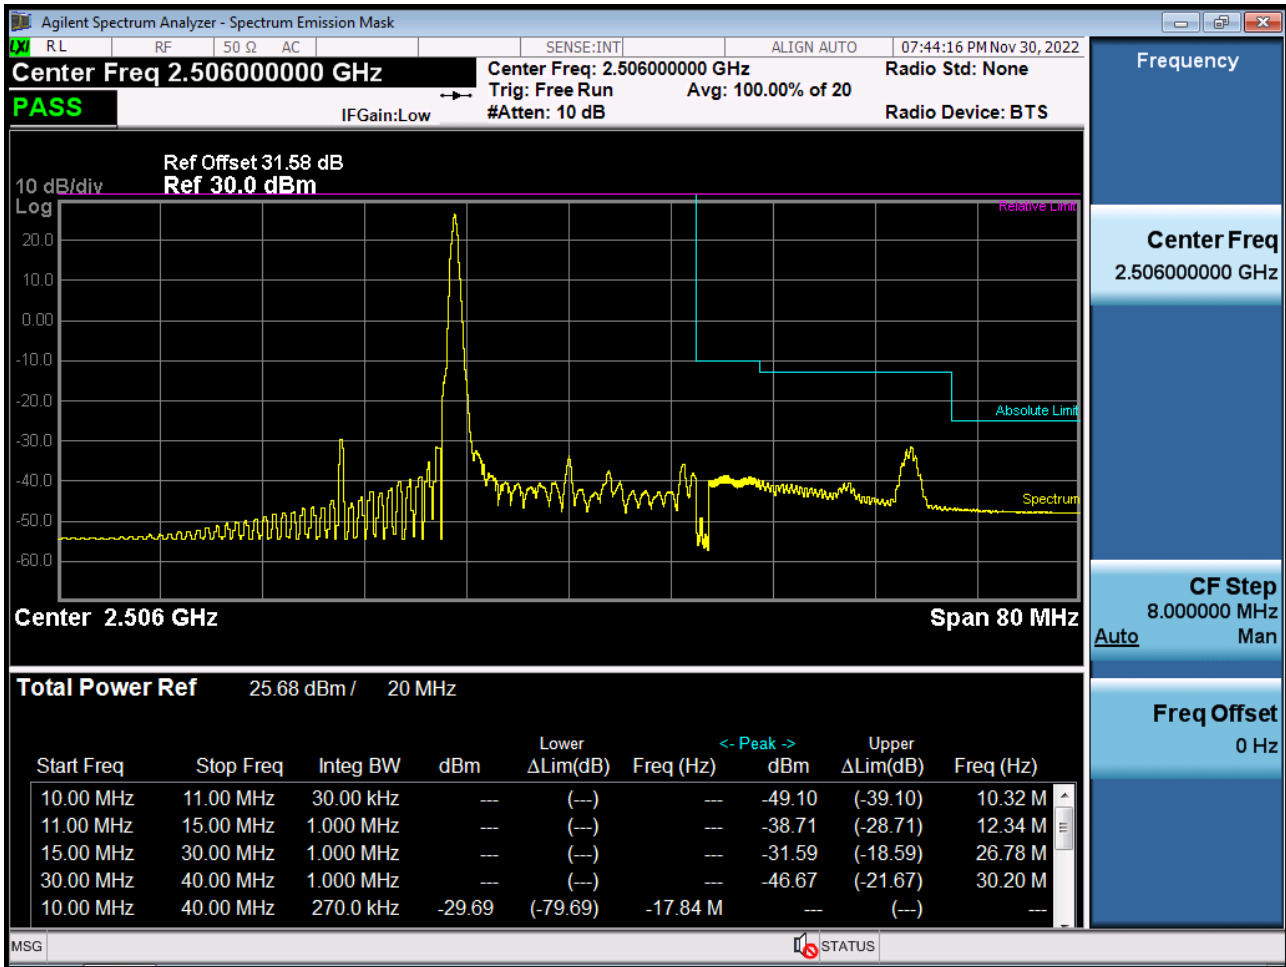 Agilent Spectrum Analyzer - Spectrum Emission Mask
LXI RL RF 50 Ω AC SENSE:INT ALIGN AUTO 07:44:16 PM Nov 30, 2022
Center Freq 2.506000000 GHz
Center Freq: 2.506000000 GHz Radio Std: None
Trig: Free Run Avg: 100.00% of 20
PASS IFGain:Low #Atten: 10 dB Radio Device: BTS
Ref Offset 31.58 dB
10 dB/div Ref 30.0 dBm
Log
Relative Limit
20.0
10.0
0.00
-10.0
-20.0
Absolute Limit
-30.0
-40.0
Spectrum
-50.0
-60.0
Center 2.506 GHz Span 80 MHz
Total Power Ref 25.68 dBm / 20 MHz
Lower <- Peak -> Upper
Start Freq Stop Freq Integ BW dBm ΔLim(dB) Freq (Hz) dBm ΔLim(dB) Freq (Hz)
10.00 MHz 11.00 MHz 30.00 kHz --- (---) --- -49.10 (-39.10) 10.32 M
11.00 MHz 15.00 MHz 1.000 MHz --- (---) --- -38.71 (-28.71) 12.34 M
15.00 MHz 30.00 MHz 1.000 MHz --- (---) --- -31.59 (-18.59) 26.78 M
30.00 MHz 40.00 MHz 1.000 MHz --- (---) --- -46.67 (-21.67) 30.20 M
10.00 MHz 40.00 MHz 270.0 kHz -29.69 (-79.69) -17.84 M --- (---) ---
MSG STATUS
Frequency
Center Freq
2.506000000 GHz
CF Step
8.000000 MHz
Auto Man
Freq Offset
0 Hz